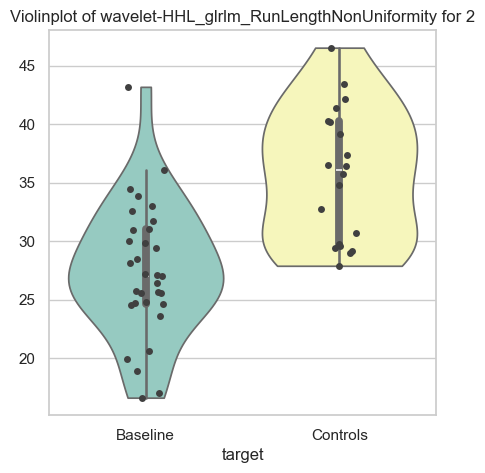 Violinplot of wavelet-HHL_glrlm_RunLengthNonUniformity for 2
45
40
35
30
25
20
Baseline Controls
target